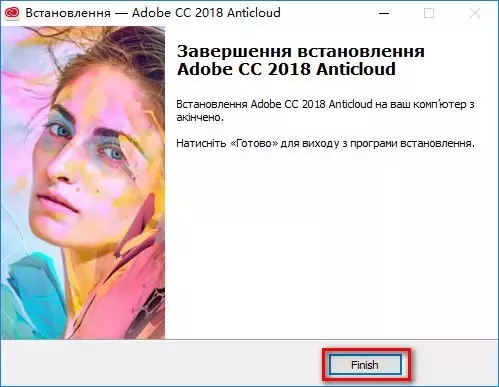 Встановлення — Adobe CC 2018 Anticloud
Завершення встановлення
Adobe CC 2018 Anticloud
Встановлення Adobe CC 2018 Anticloud на ваш комп'ютер з
акінчено.
Натисніть «Готово» для виходу з програми встановлення.
Finish